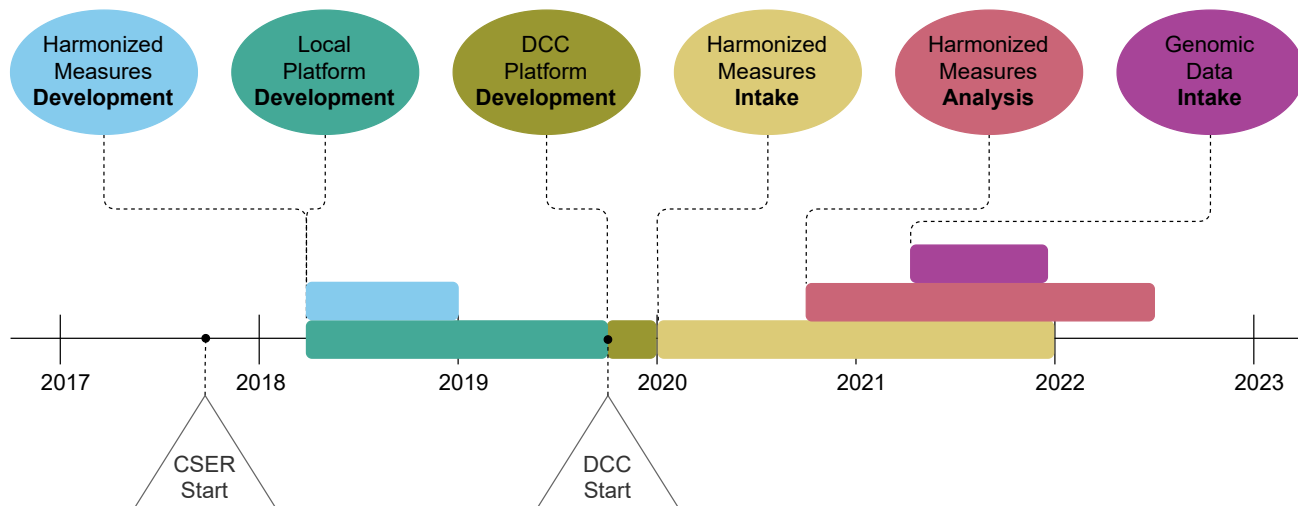 Harmonized
Measures
Development
Local
Platform
Development
DCC
Platform
Development
Harmonized
Measures
Intake
Harmonized
Measures
Analysis
Genomic
Data
Intake
2017
2018
2019
2020
2021
2022
2023
CSER
Start
DCC
Start